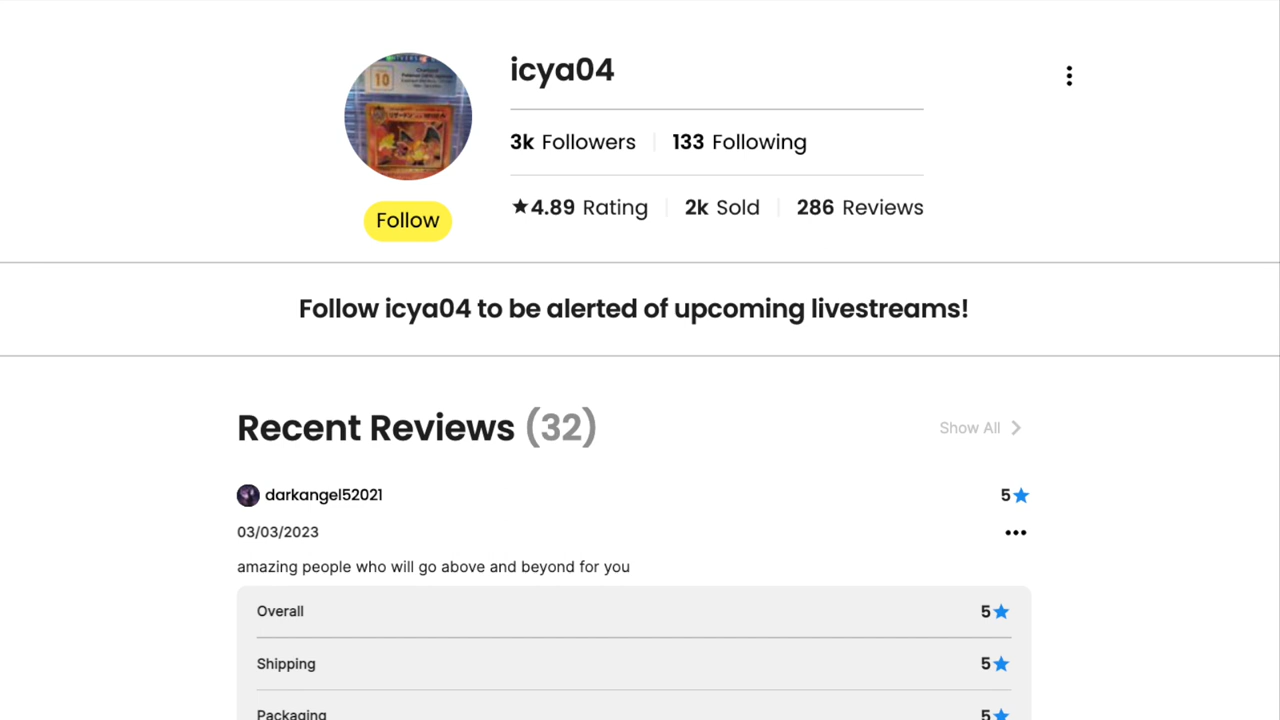 icya04
3k Followers 133 Following
★4.89 Rating 2k Sold 286 Reviews
10
Follow
Follow icya04 to be alerted of upcoming livestreams!
Recent Reviews (32)
Show All
darkangel52021
5★
03/03/2023
amazing people who will go above and beyond for you
Overall 5★
Shipping 5★
Packaging 5★